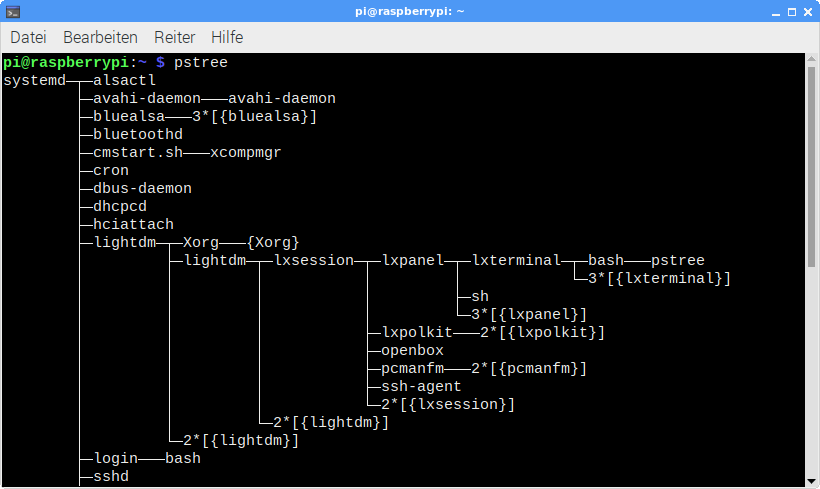 pi@raspberrypi: ~
Datei Bearbeiten Reiter Hilfe
pi@raspberrypi:~ $ pstree
systemd─┬─alsactl
        ├─avahi-daemon───avahi-daemon
        ├─bluealsa───3*[{bluealsa}]
        ├─bluetoothd
        ├─cmstart.sh───xcompmgr
        ├─cron
        ├─dbus-daemon
        ├─dhcpcd
        ├─hciattach
        ├─lightdm─┬─Xorg───{Xorg}
        │         ├─lightdm─┬─lxsession─┬─lxpanel─┬─lxterminal─┬─bash───pstree
        │         │         │           │         │            └─3*[{lxterminal}]
        │         │         │           │         ├─sh
        │         │         │           │         └─3*[{lxpanel}]
        │         │         │           ├─lxpolkit───2*[{lxpolkit}]
        │         │         │           ├─openbox
        │         │         │           ├─pcmanfm───2*[{pcmanfm}]
        │         │         │           ├─ssh-agent
        │         │         │           └─2*[{lxsession}]
        │         │         └─2*[{lightdm}]
        │         └─2*[{lightdm}]
        ├─login───bash
        ├─sshd